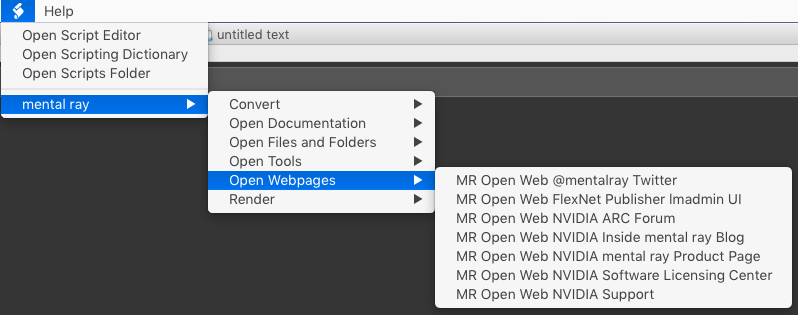 Help
untitled text
Open Script Editor
Open Scripting Dictionary
Open Scripts Folder
mental ray
Convert
Open Documentation
Open Files and Folders
Open Tools
Open Webpages
Render
MR Open Web @mentalray Twitter
MR Open Web FlexNet Publisher lmadmin UI
MR Open Web NVIDIA ARC Forum
MR Open Web NVIDIA Inside mental ray Blog
MR Open Web NVIDIA mental ray Product Page
MR Open Web NVIDIA Software Licensing Center
MR Open Web NVIDIA Support